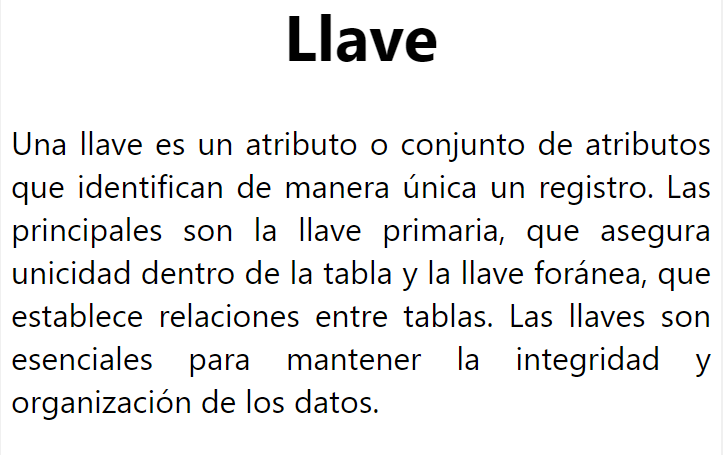 Llave
Una llave es un atributo o conjunto de atributos
que identifican de manera única un registro. Las
principales son la llave primaria, que asegura
unicidad dentro de la tabla y la llave foránea, que
establece relaciones entre tablas. Las llaves son
esenciales para mantener la integridad y
organización de los datos.